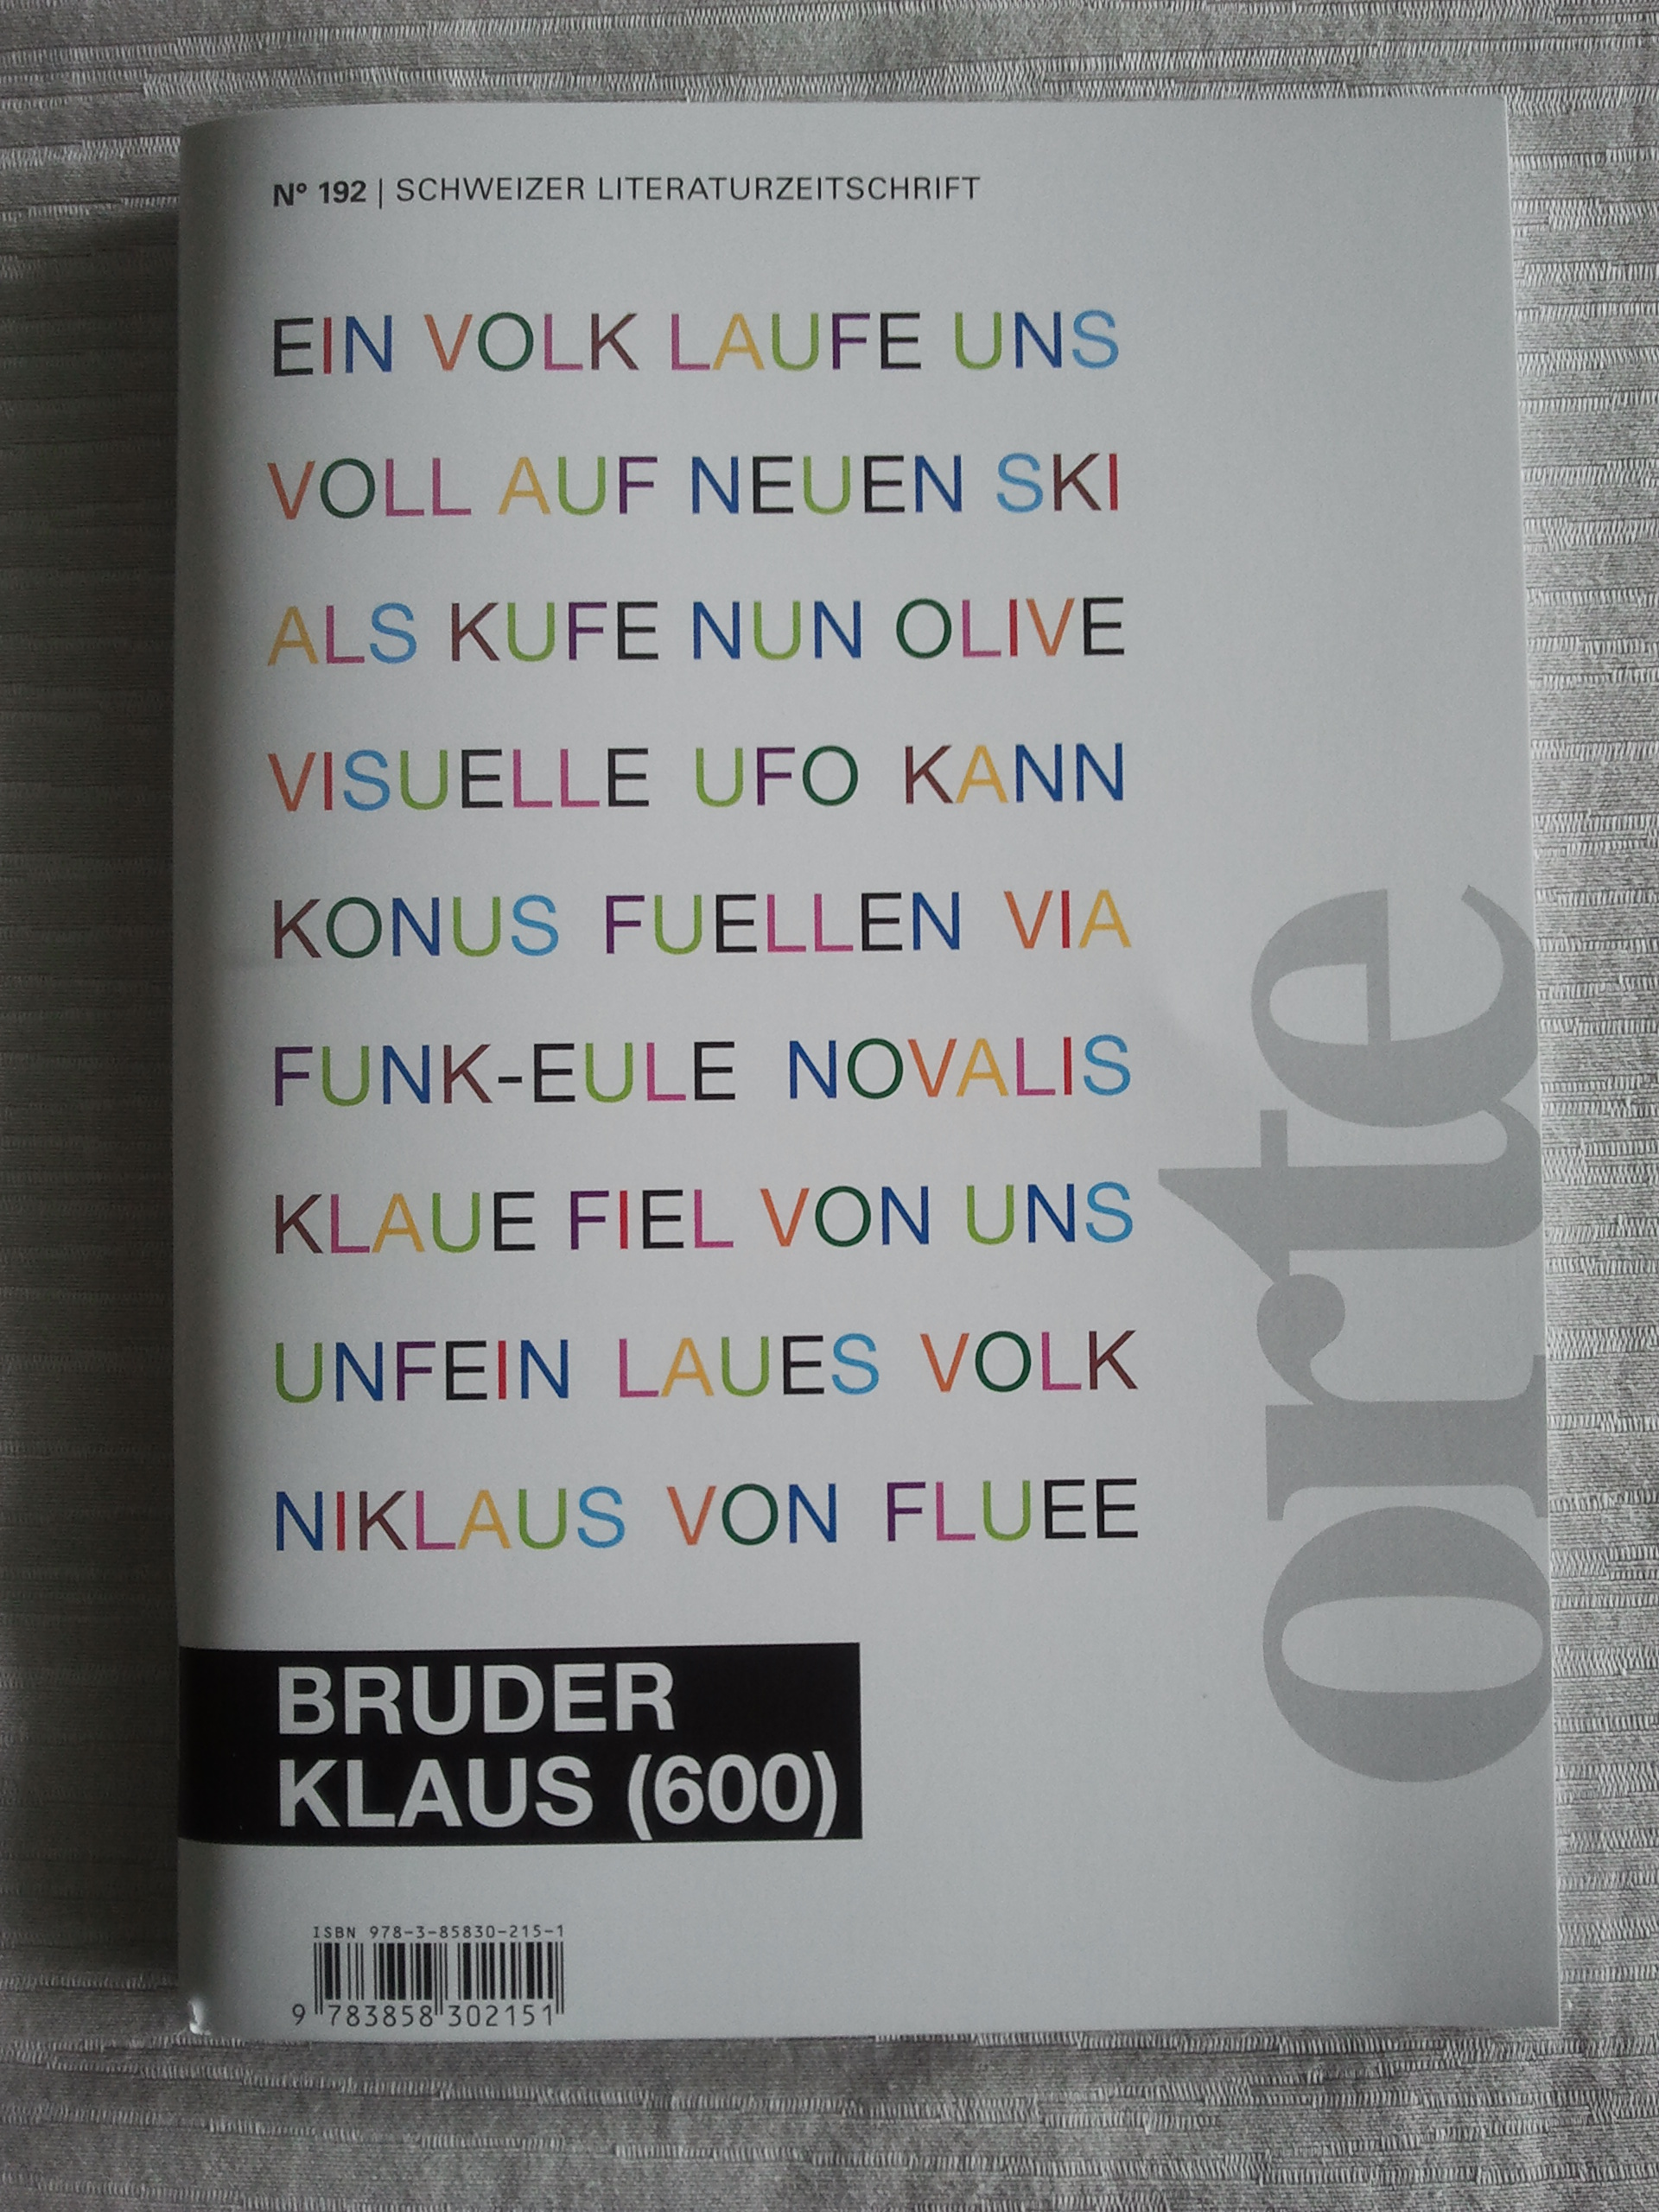 N° 192 | SCHWEIZER LITERATURZEITSCHRIFT
EIN VOLK LAUFE UNS
VOLL AUF NEUEN SKI
ALS KUFE NUN OLIVE
VISUELLE UFO KANN
KONUS FUELLEN VIA
FUNK-EULE NOVALIS
KLAUE FIEL VON UNS
UNFEIN LAUES VOLK
NIKLAUS VON FLUEE
orte
BRUDER
KLAUS (600)
ISBN 978-3-85830-215-1
9 783858 302151